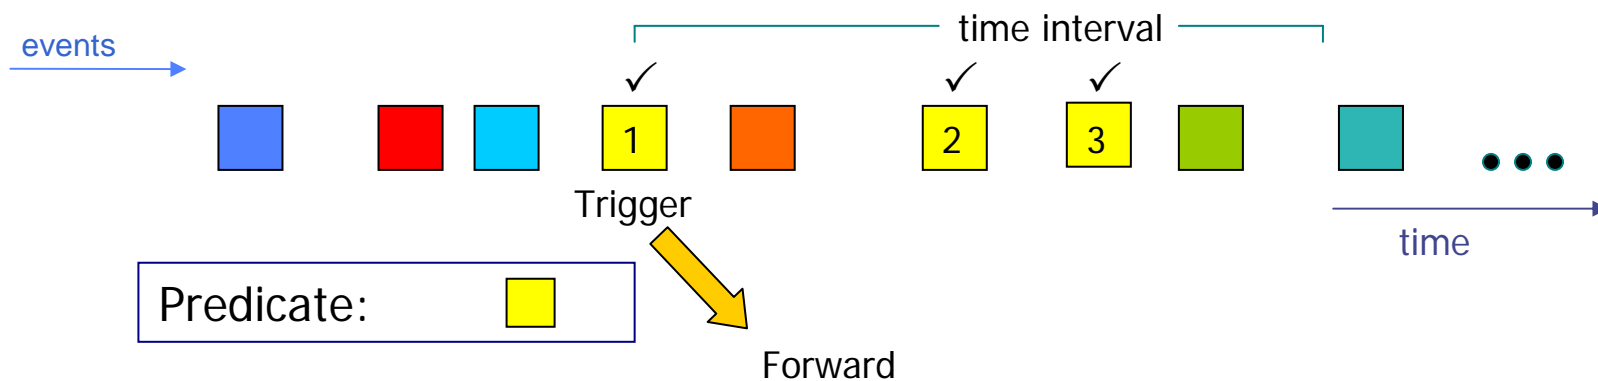 time interval
events
1
2
3
Trigger
time
Predicate:
Forward